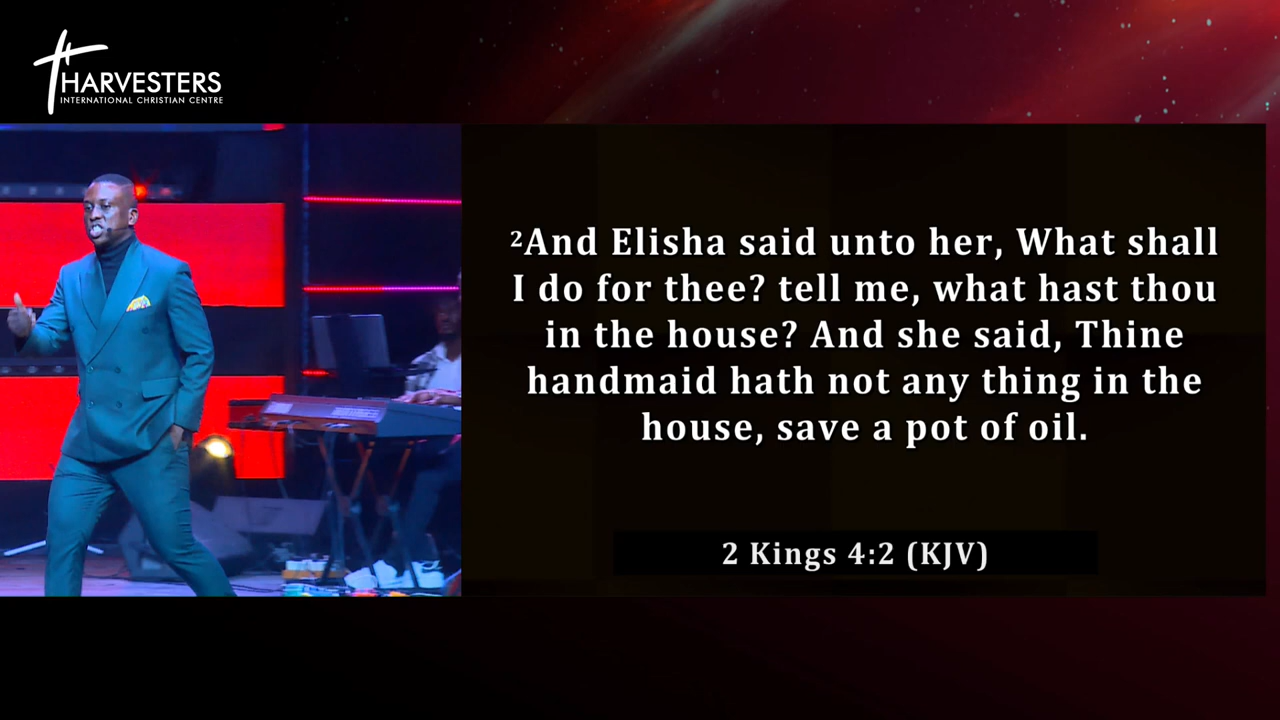 HARVESTERS
INTERNATIONAL CHRISTIAN CENTRE
2And Elisha said unto her, What shall
I do for thee? tell me, what hast thou
in the house? And she said, Thine
handmaid hath not any thing in the
house, save a pot of oil.
2 Kings 4:2 (KJV)